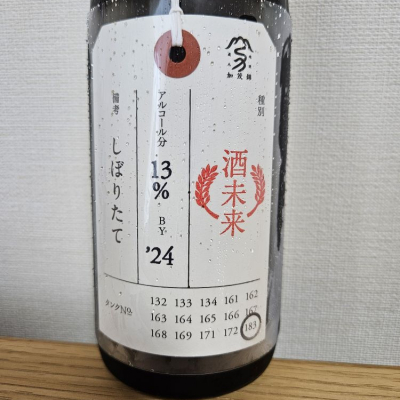 加茂錦
種別
酒未来
アルコール分
13%
BY
'24
備考
しぼりたて
タンクNo.
132 133 134 161 162
163 164 165 166 167
168 169 171 172 183